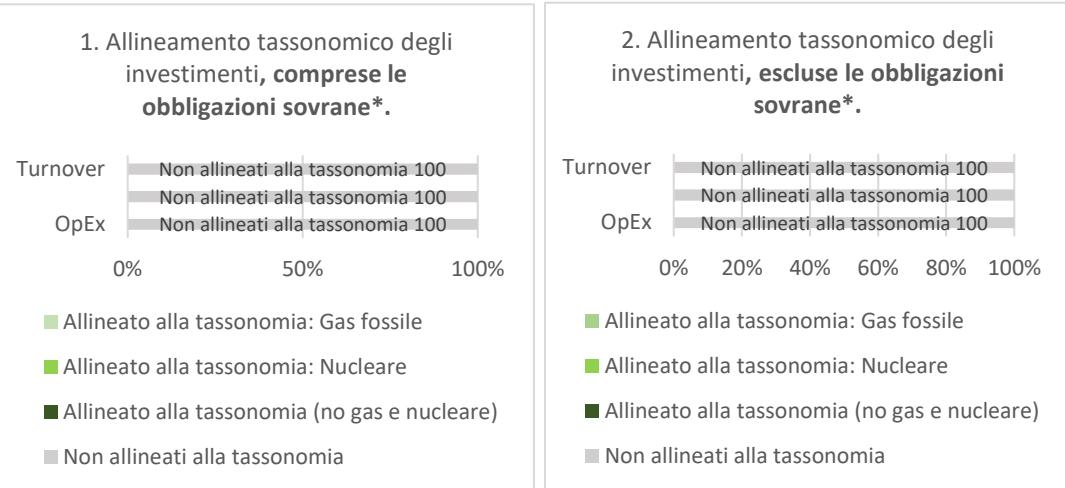 1. Allineamento tassonomico degli
investimenti, comprese le
obbligazioni sovrane*.
Turnover
Non allineati alla tassonomia 100
Non allineati alla tassonomia 100
OpEx
Non allineati alla tassonomia 100
0% 50% 100%
Allineato alla tassonomia: Gas fossile
Allineato alla tassonomia: Nucleare
Allineato alla tassonomia (no gas e nucleare)
Non allineati alla tassonomia
2. Allineamento tassonomico degli
investimenti, escluse le obbligazioni
sovrane*.
Turnover
Non allineati alla tassonomia 100
Non allineati alla tassonomia 100
OpEx
Non allineati alla tassonomia 100
0% 20% 40% 60% 80% 100%
Allineato alla tassonomia: Gas fossile
Allineato alla tassonomia: Nucleare
Allineato alla tassonomia (no gas e nucleare)
Non allineati alla tassonomia